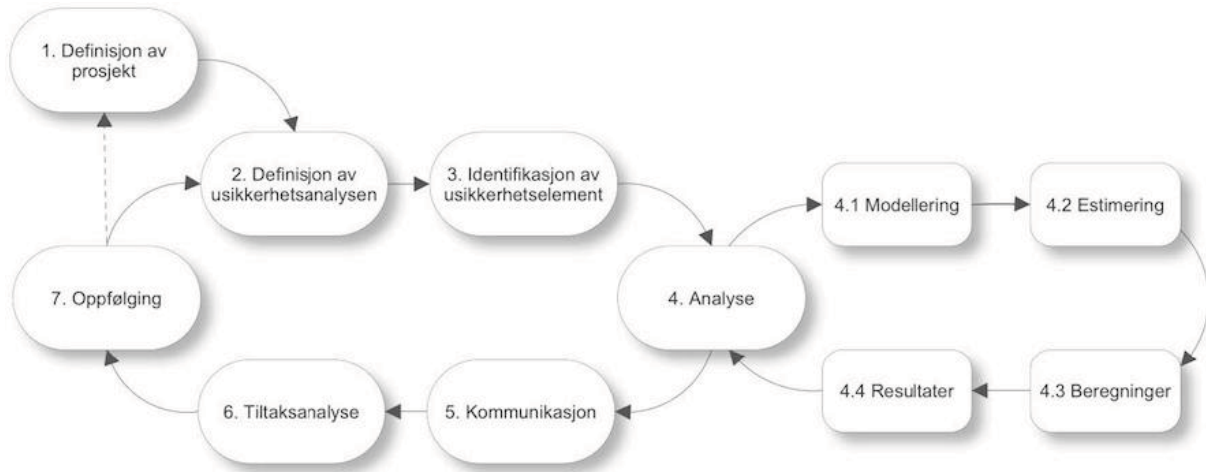 1. Definisjon av
prosjekt
2. Definisjon av
usikkerhetsanalysen
3. Identifikasjon av
usikkerhetselement
4. Analyse
4.1 Modellering
4.2 Estimering
4.3 Beregninger
4.4 Resultater
5. Kommunikasjon
6. Tiltaksanalyse
7. Oppfølging